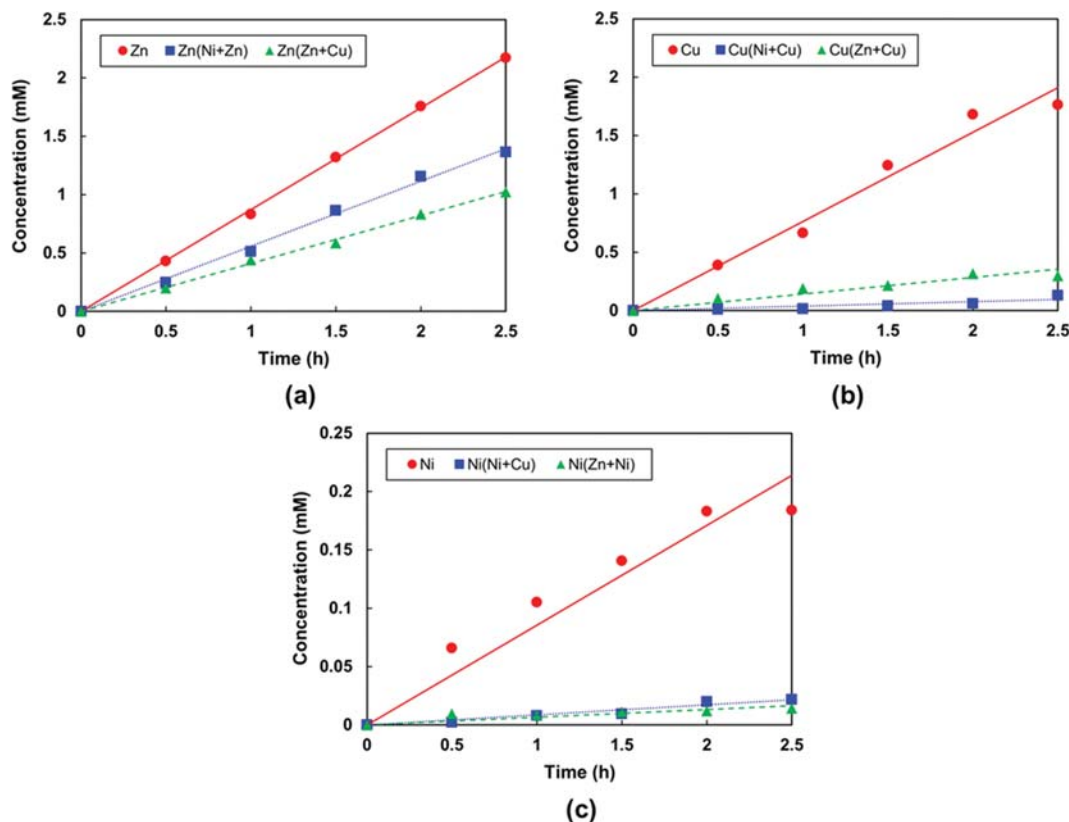 Zn Zn(Ni+Zn) Zn(Zn+Cu)
Concentration (mM)
2.5
2
1.5
1
0.5
0
0 0.5 1 1.5 2 2.5
Time (h)
(a)
Cu Cu(Ni+Cu) Cu(Zn+Cu)
Concentration (mM)
2.5
2
1.5
1
0.5
0
0 0.5 1 1.5 2 2.5
Time (h)
(b)
Ni Ni(Ni+Cu) Ni(Zn+Ni)
Concentration (mM)
0.25
0.2
0.15
0.1
0.05
0
0 0.5 1 1.5 2 2.5
Time (h)
(c)